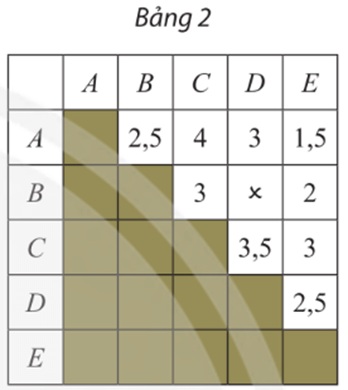 Bảng 2
A B C D E
A 2,5 4 3 1,5
B 3 × 2
C 3,5 3
D 2,5
E